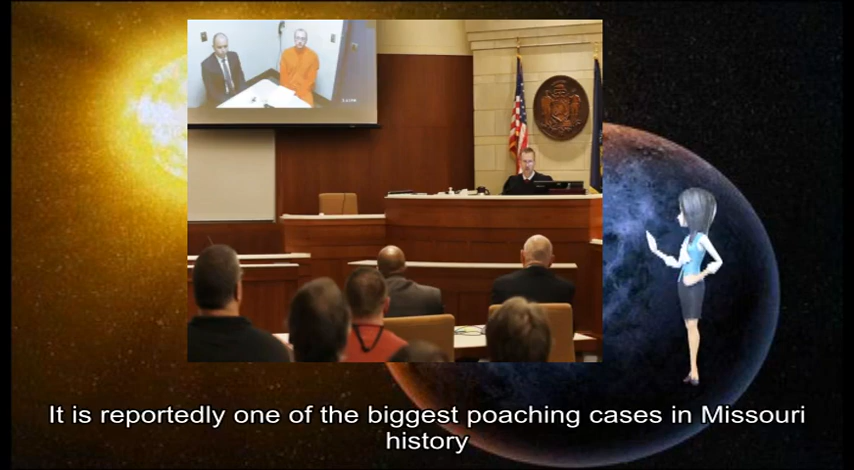 It is reportedly one of the biggest poaching cases in Missouri
history